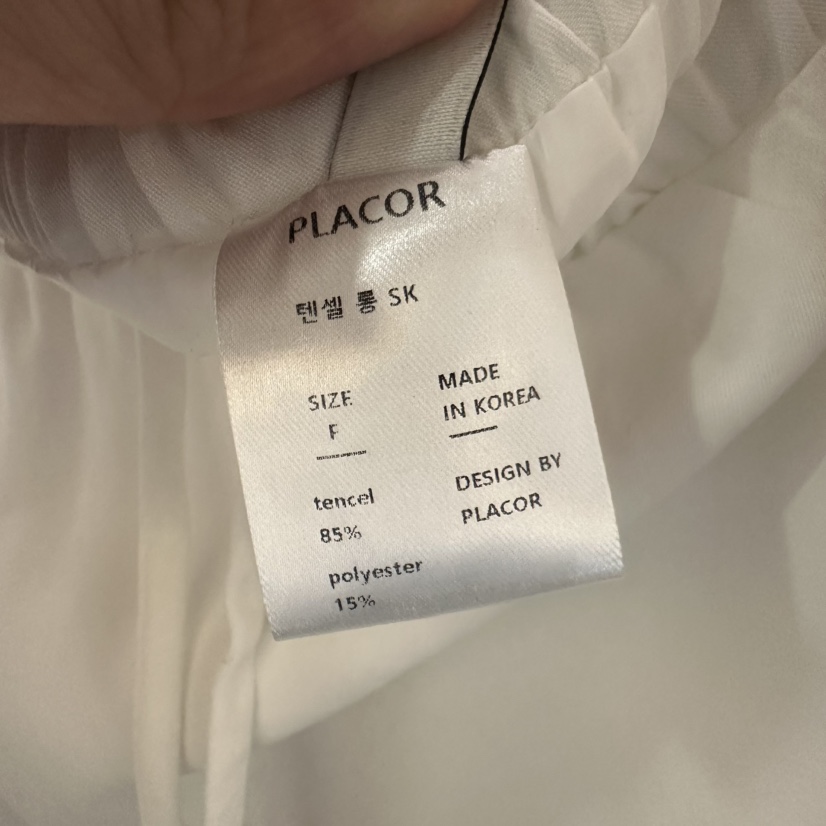 PLACOR
텐셀 롱 SK
SIZE
F
MADE
IN KOREA
tencel
85%
DESIGN BY
PLACOR
polyester
15%